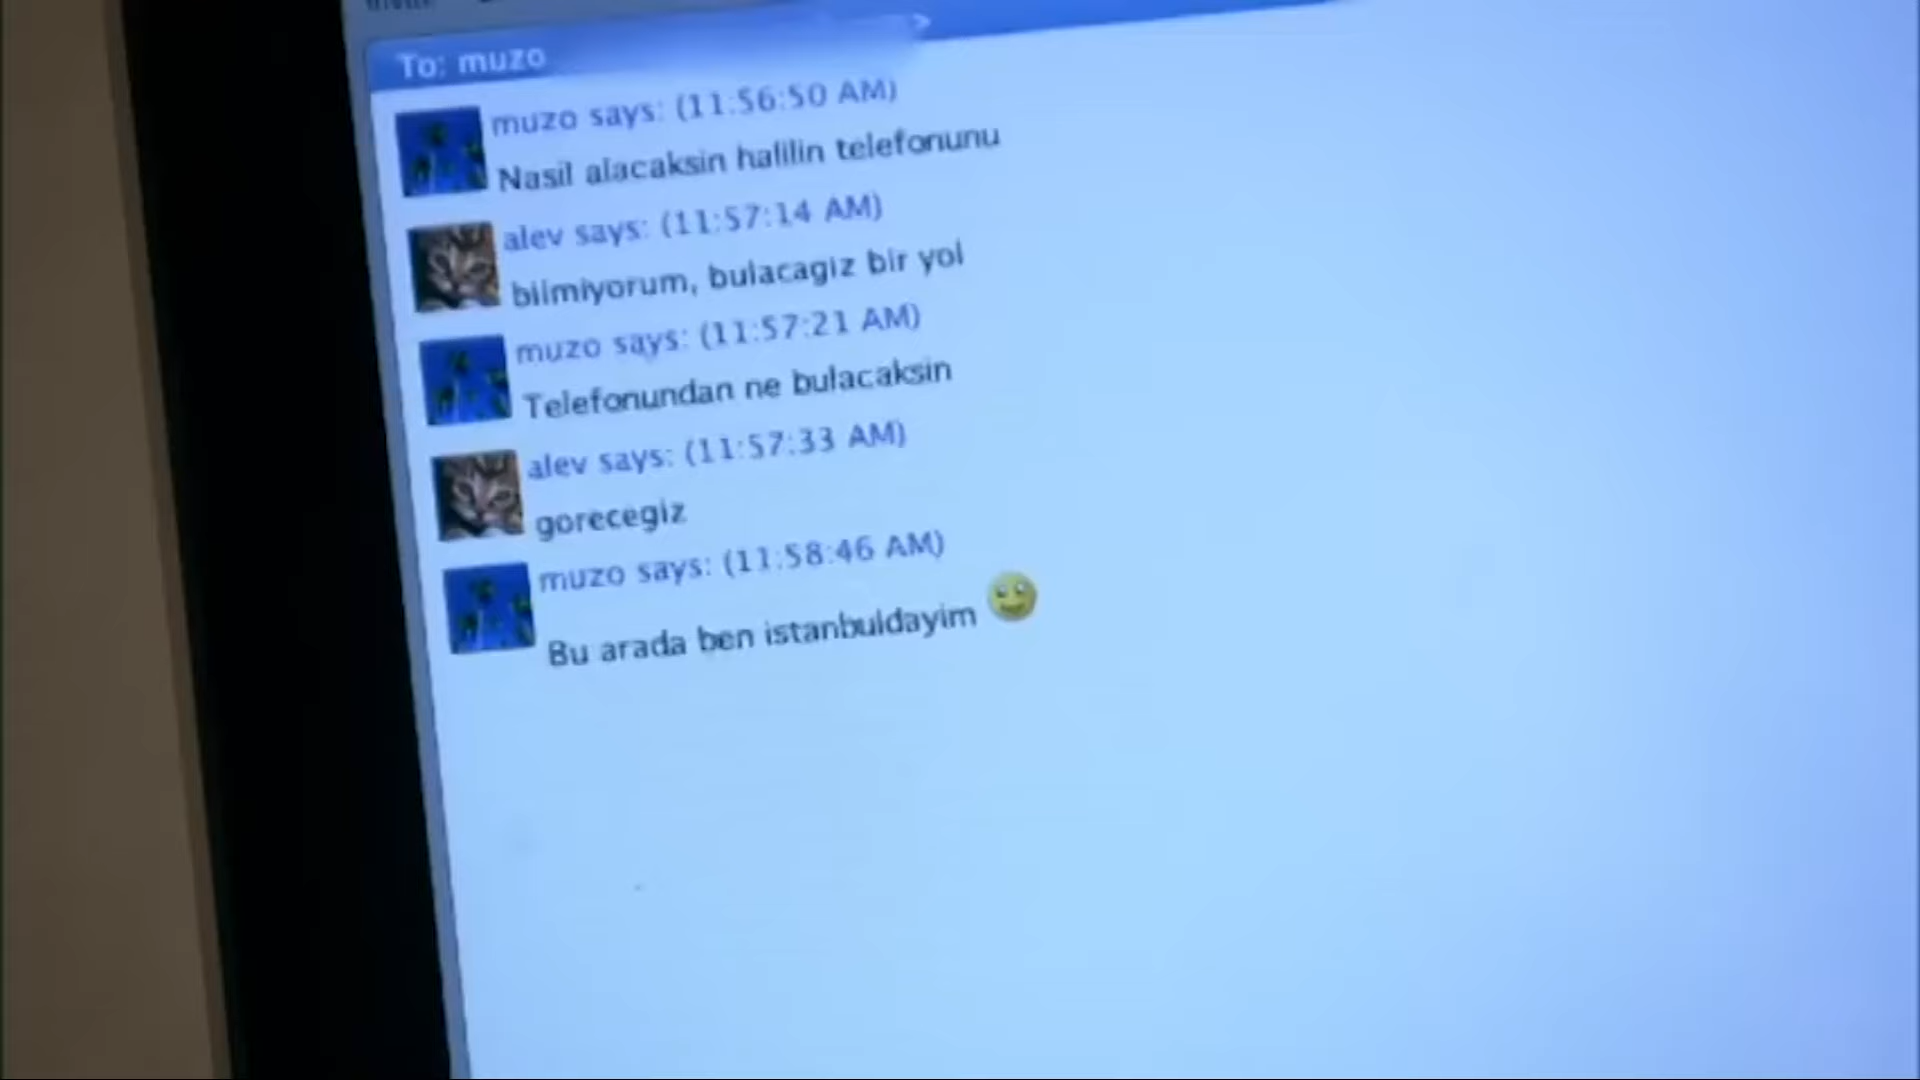 To: muzo
muzo says: (11:56:50 AM)
Nasil alacaksin halilin telefonunu
alev says: (11:57:14 AM)
bilmiyorum, bulacagiz bir yol
muzo says: (11:57:21 AM)
Telefonundan ne bulacaksin
alev says: (11:57:33 AM)
gorecegiz
muzo says: (11:58:46 AM)
Bu arada ben istanbuldayim